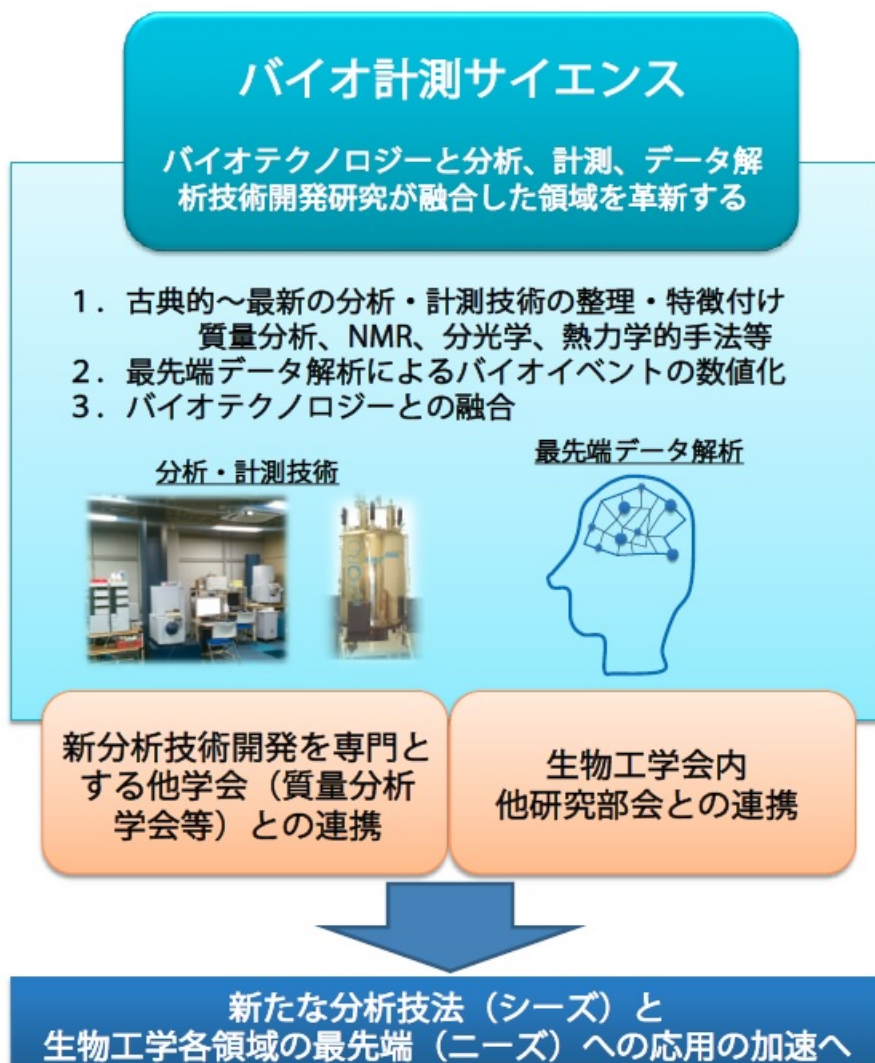 バイオ計測サイエンス
バイオテクノロジーと分析、計測、データ解
析技術開発研究が融合した領域を革新する
1．古典的～最新の分析・計測技術の整理・特徴付け
質量分析、NMR、分光学、熱力学的手法等
2．最先端データ解析によるバイオイベントの数値化
3．バイオテクノロジーとの融合
分析・計測技術
最先端データ解析
新分析技術開発を専門と
する他学会（質量分析
学会等）との連携
生物工学会内
他研究部会との連携
新たな分析技法（シーズ）と
生物工学各領域の最先端（ニーズ）への応用の加速へ